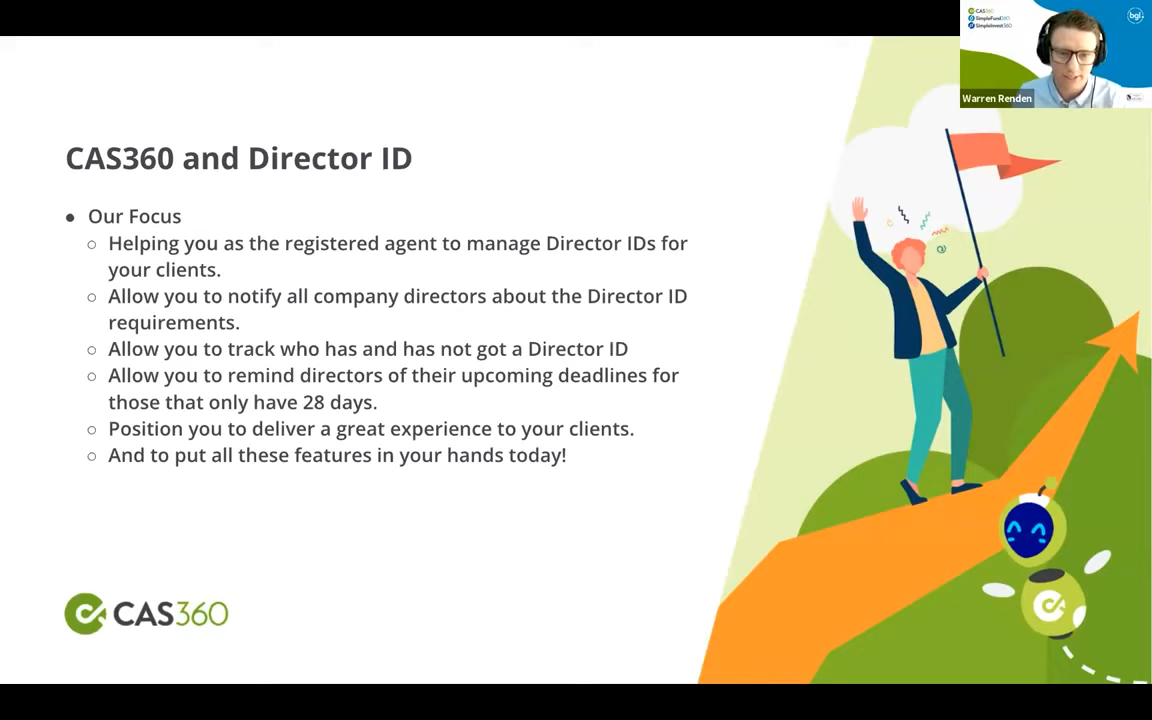 CAS360
SimpleFund360
SimpleInvest360
bgl
Warren Renden
CAS360 and Director ID
● Our Focus
○ Helping you as the registered agent to manage Director IDs for
your clients.
○ Allow you to notify all company directors about the Director ID
requirements.
○ Allow you to track who has and has not got a Director ID
○ Allow you to remind directors of their upcoming deadlines for
those that only have 28 days.
○ Position you to deliver a great experience to your clients.
○ And to put all these features in your hands today!
CAS360